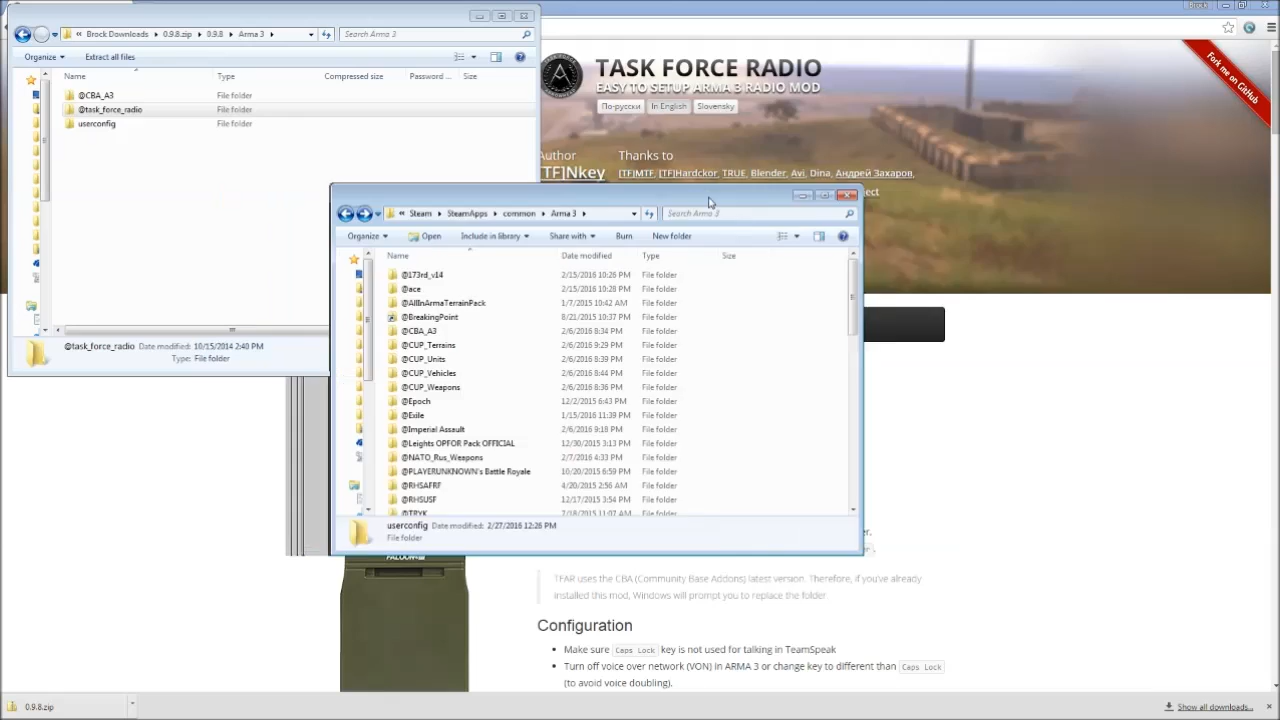 Brock
« Brock Downloads ▸ 0.9.8.zip ▸ 0.9.8 ▸ Arma 3 ▸
Search Arma 3
Organize ▾ Extract all files
Name Type Compressed size Password ... Size
@CBA_A3 File folder
@task_force_radio File folder
userconfig File folder
@task_force_radio Date modified: 10/15/2014 2:40 PM
Type: File folder
TASK FORCE RADIO
EASY TO SETUP ARMA 3 RADIO MOD
По-русски In English Slovensky
Fork me on GitHub
Author Thanks to
[TF]Nkey [TF]MTF, [TF]Hardckor, TRUE, Blender, Avi, Dina, Андрей Захаров,
ect
« Steam ▸ SteamApps ▸ common ▸ Arma 3 ▸
Search Arma 3
Organize ▾ Open Include in library ▾ Share with ▾ Burn New folder
Name Date modified Type Size
@173rd_v14 2/15/2016 10:26 PM File folder
@ace 2/15/2016 10:28 PM File folder
@AllInArmaTerrainPack 1/7/2015 10:42 AM File folder
@BreakingPoint 8/21/2015 10:37 PM File folder
@CBA_A3 2/6/2016 8:34 PM File folder
@CUP_Terrains 2/6/2016 9:29 PM File folder
@CUP_Units 2/6/2016 8:39 PM File folder
@CUP_Vehicles 2/6/2016 8:44 PM File folder
@CUP_Weapons 2/6/2016 8:36 PM File folder
@Epoch 12/2/2015 6:43 PM File folder
@Exile 1/15/2016 11:39 PM File folder
@Imperial Assault 2/6/2016 9:18 PM File folder
@Leights OPFOR Pack OFFICIAL 12/30/2015 3:13 PM File folder
@NATO_Rus_Weapons 2/7/2016 4:33 PM File folder
@PLAYERUNKNOWN's Battle Royale 10/20/2015 6:59 PM File folder
@RHSAFRF 4/20/2015 2:56 AM File folder
@RHSUSF 12/17/2015 3:54 PM File folder
@TRYK 2/18/2015 11:07 AM File folder
userconfig Date modified: 2/27/2016 12:26 PM
File folder
r.
TFAR uses the CBA (Community Base Addons) latest version. Therefore, if you've already
installed this mod, Windows will prompt you to replace the folder.
Configuration
• Make sure Caps Lock key is not used for talking in TeamSpeak
• Turn off voice over network (VON) in ARMA 3 or change key to different than Caps Lock
(to avoid voice doubling).
0.9.8.zip
Show all downloads...